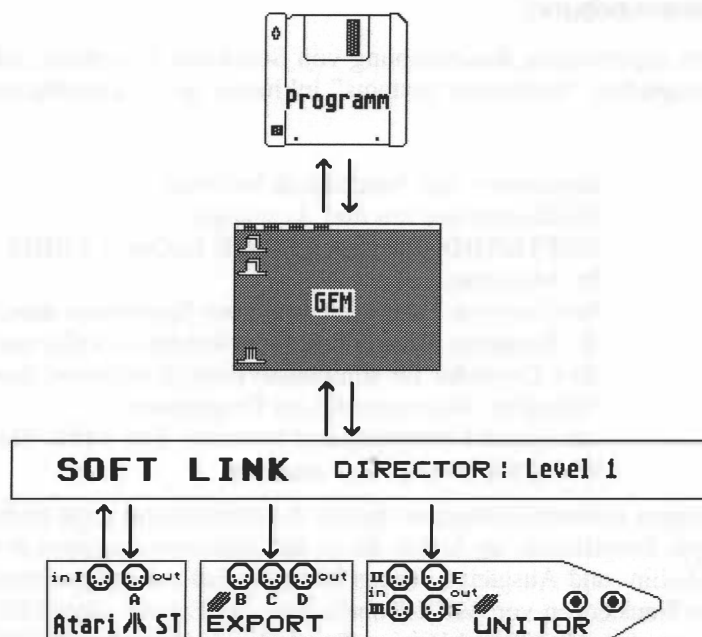 Programm
GEM
SOFT LINK DIRECTOR: Level 1
in I out out II E
A B C D in out
III F
Atari ST EXPORT UNITOR